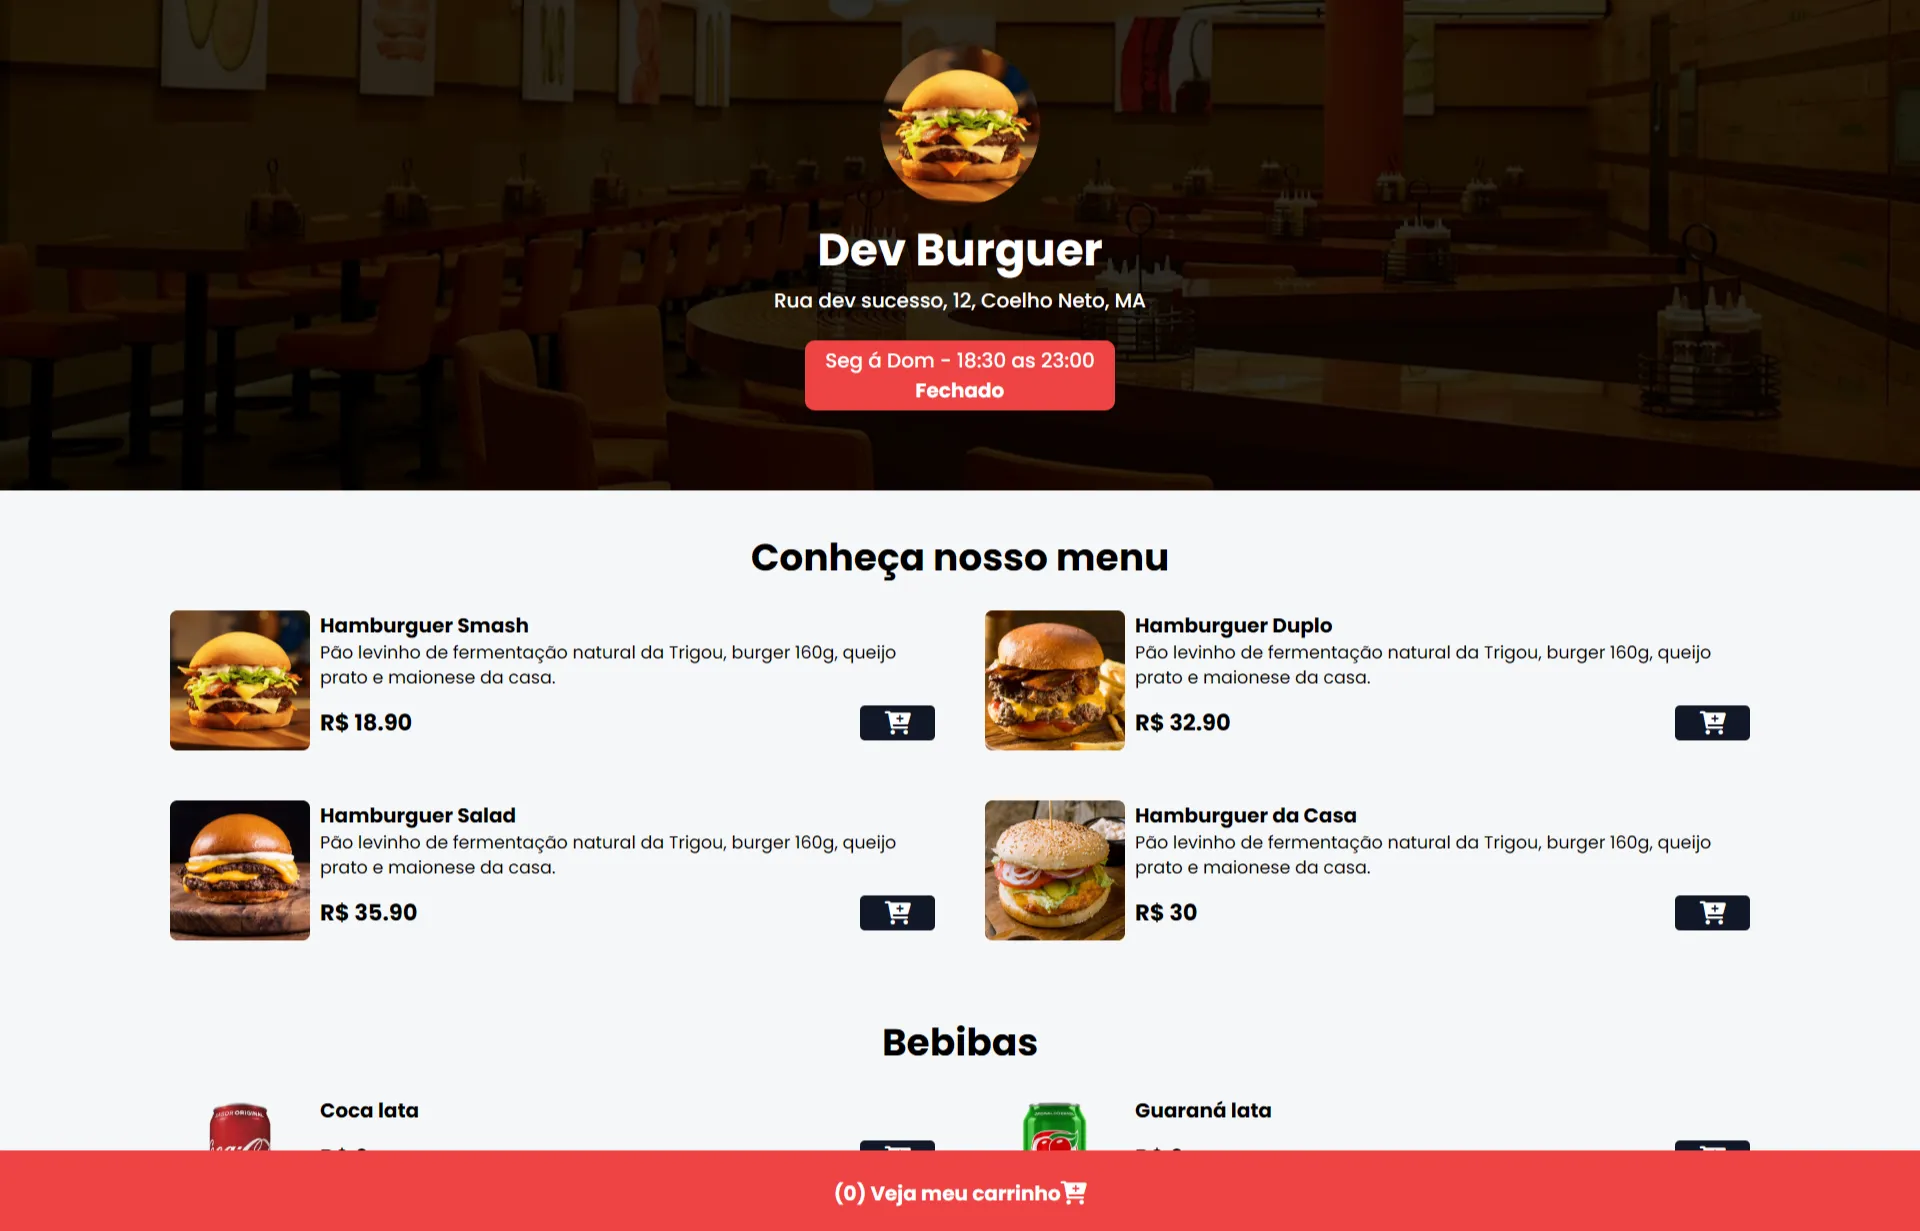 Dev Burguer
Rua dev sucesso, 12, Coelho Neto, MA
Seg á Dom - 18:30 as 23:00
Fechado
Conheça nosso menu
Hamburguer Smash
Pão levinho de fermentação natural da Trigou, burger 160g, queijo
prato e maionese da casa.
R$ 18.90
Hamburguer Duplo
Pão levinho de fermentação natural da Trigou, burger 160g, queijo
prato e maionese da casa.
R$ 32.90
Hamburguer Salad
Pão levinho de fermentação natural da Trigou, burger 160g, queijo
prato e maionese da casa.
R$ 35.90
Hamburguer da Casa
Pão levinho de fermentação natural da Trigou, burger 160g, queijo
prato e maionese da casa.
R$ 30
Bebibas
Coca lata
Guaraná lata
(0) Veja meu carrinho